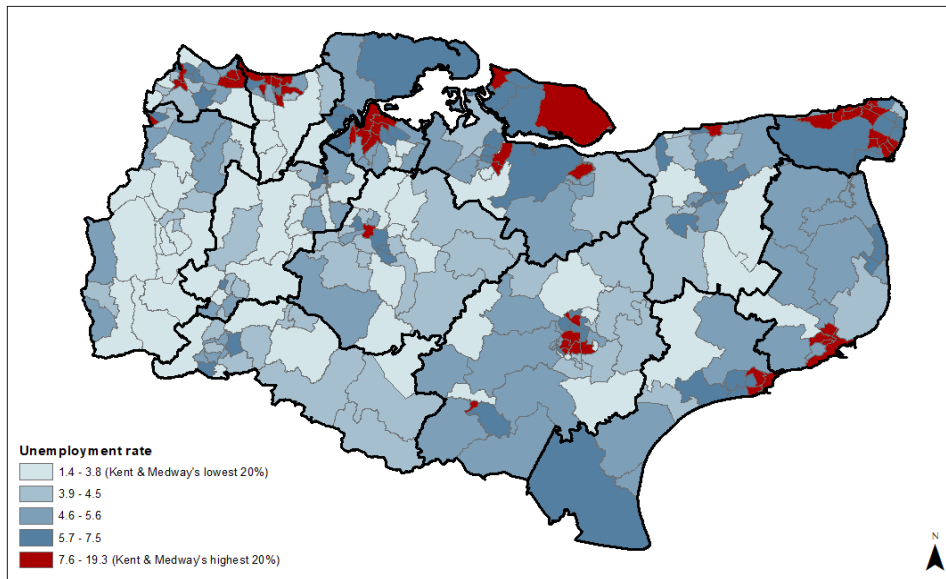 Unemployment rate
1.4 - 3.8 (Kent & Medway's lowest 20%)
3.9 - 4.5
4.6 - 5.6
5.7 - 7.5
7.6 - 19.3 (Kent & Medway's highest 20%)
N